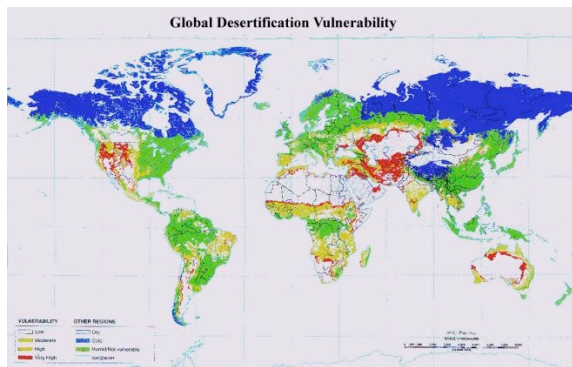 Global Desertification Vulnerability
VULNERABILITY
OTHER REGIONS
Low
Dry
Moderate
Cold
High
Humid/Not vulnerable
Very High